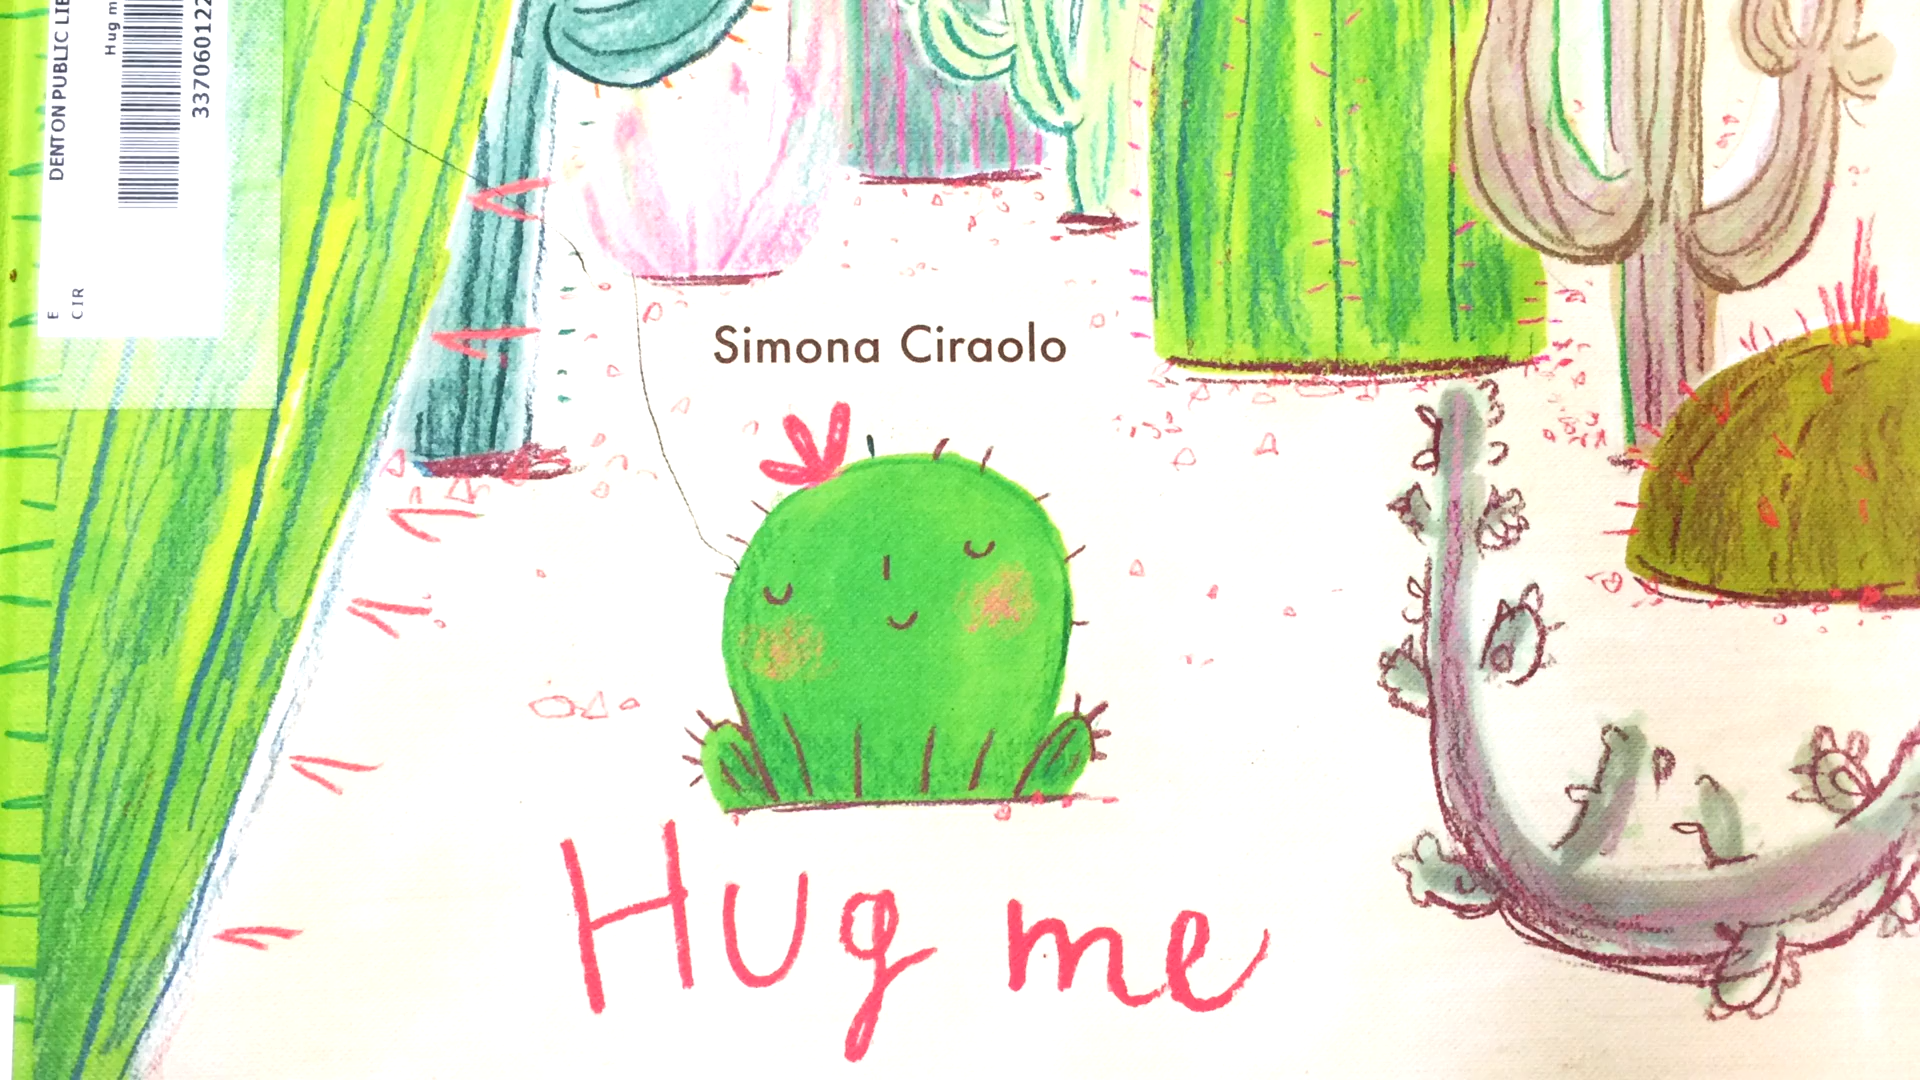 DENTON PUBLIC LIB
Hug m
33706012
E
CIR
Simona Ciraolo
Hug me